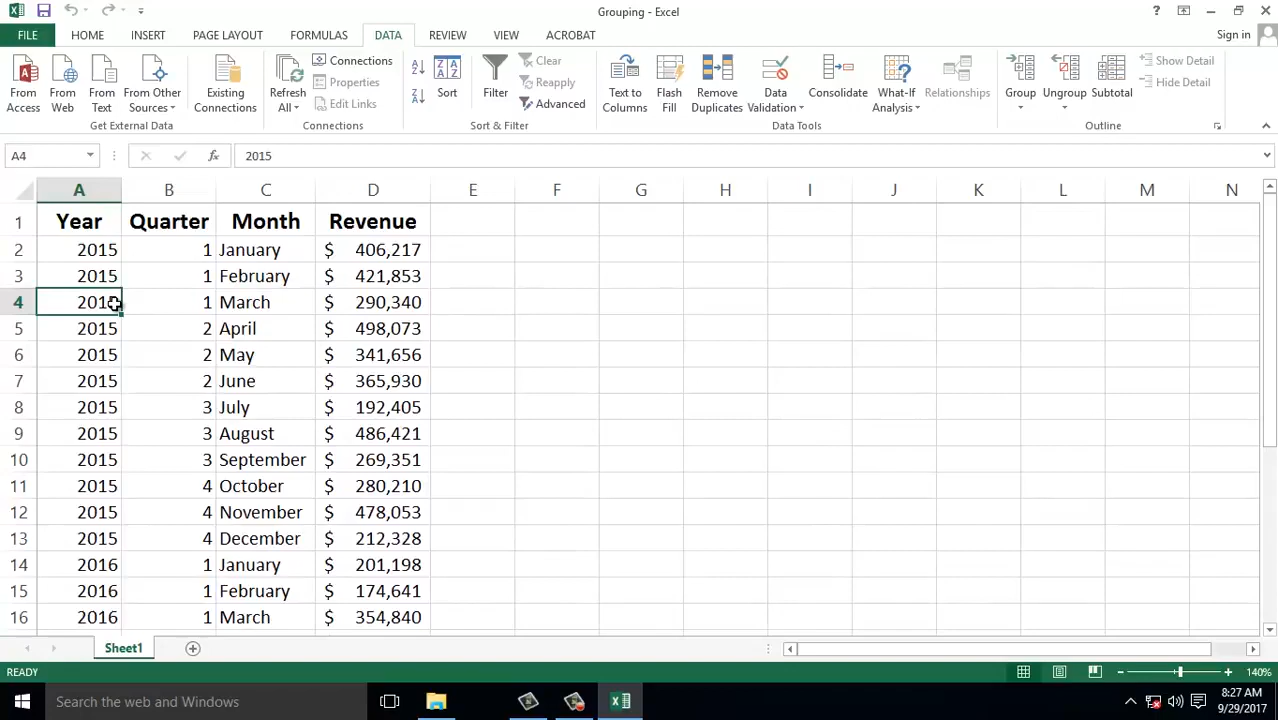 Grouping - Excel
? 
FILE HOME INSERT PAGE LAYOUT FORMULAS DATA REVIEW VIEW ACROBAT Sign in
From Access
From Web
From Text
From Other Sources
Existing Connections
Get External Data
Refresh All
Connections
Properties
Edit Links
Connections
Sort
Filter
Clear
Reapply
Advanced
Sort & Filter
Text to Columns
Flash Fill
Remove Duplicates
Data Validation
Consolidate
What-If Analysis
Relationships
Data Tools
Group
Ungroup
Subtotal
Show Detail
Hide Detail
Outline
A4 fx 2015
A B C D E F G H I J K L M N
1 Year Quarter Month Revenue
2 2015 1 January $ 406,217
3 2015 1 February $ 421,853
4 2015 1 March $ 290,340
5 2015 2 April $ 498,073
6 2015 2 May $ 341,656
7 2015 2 June $ 365,930
8 2015 3 July $ 192,405
9 2015 3 August $ 486,421
10 2015 3 September $ 269,351
11 2015 4 October $ 280,210
12 2015 4 November $ 478,053
13 2015 4 December $ 212,328
14 2016 1 January $ 201,198
15 2016 1 February $ 174,641
16 2016 1 March $ 354,840
Sheet1
READY 140%
Search the web and Windows
8:27 AM
9/29/2017